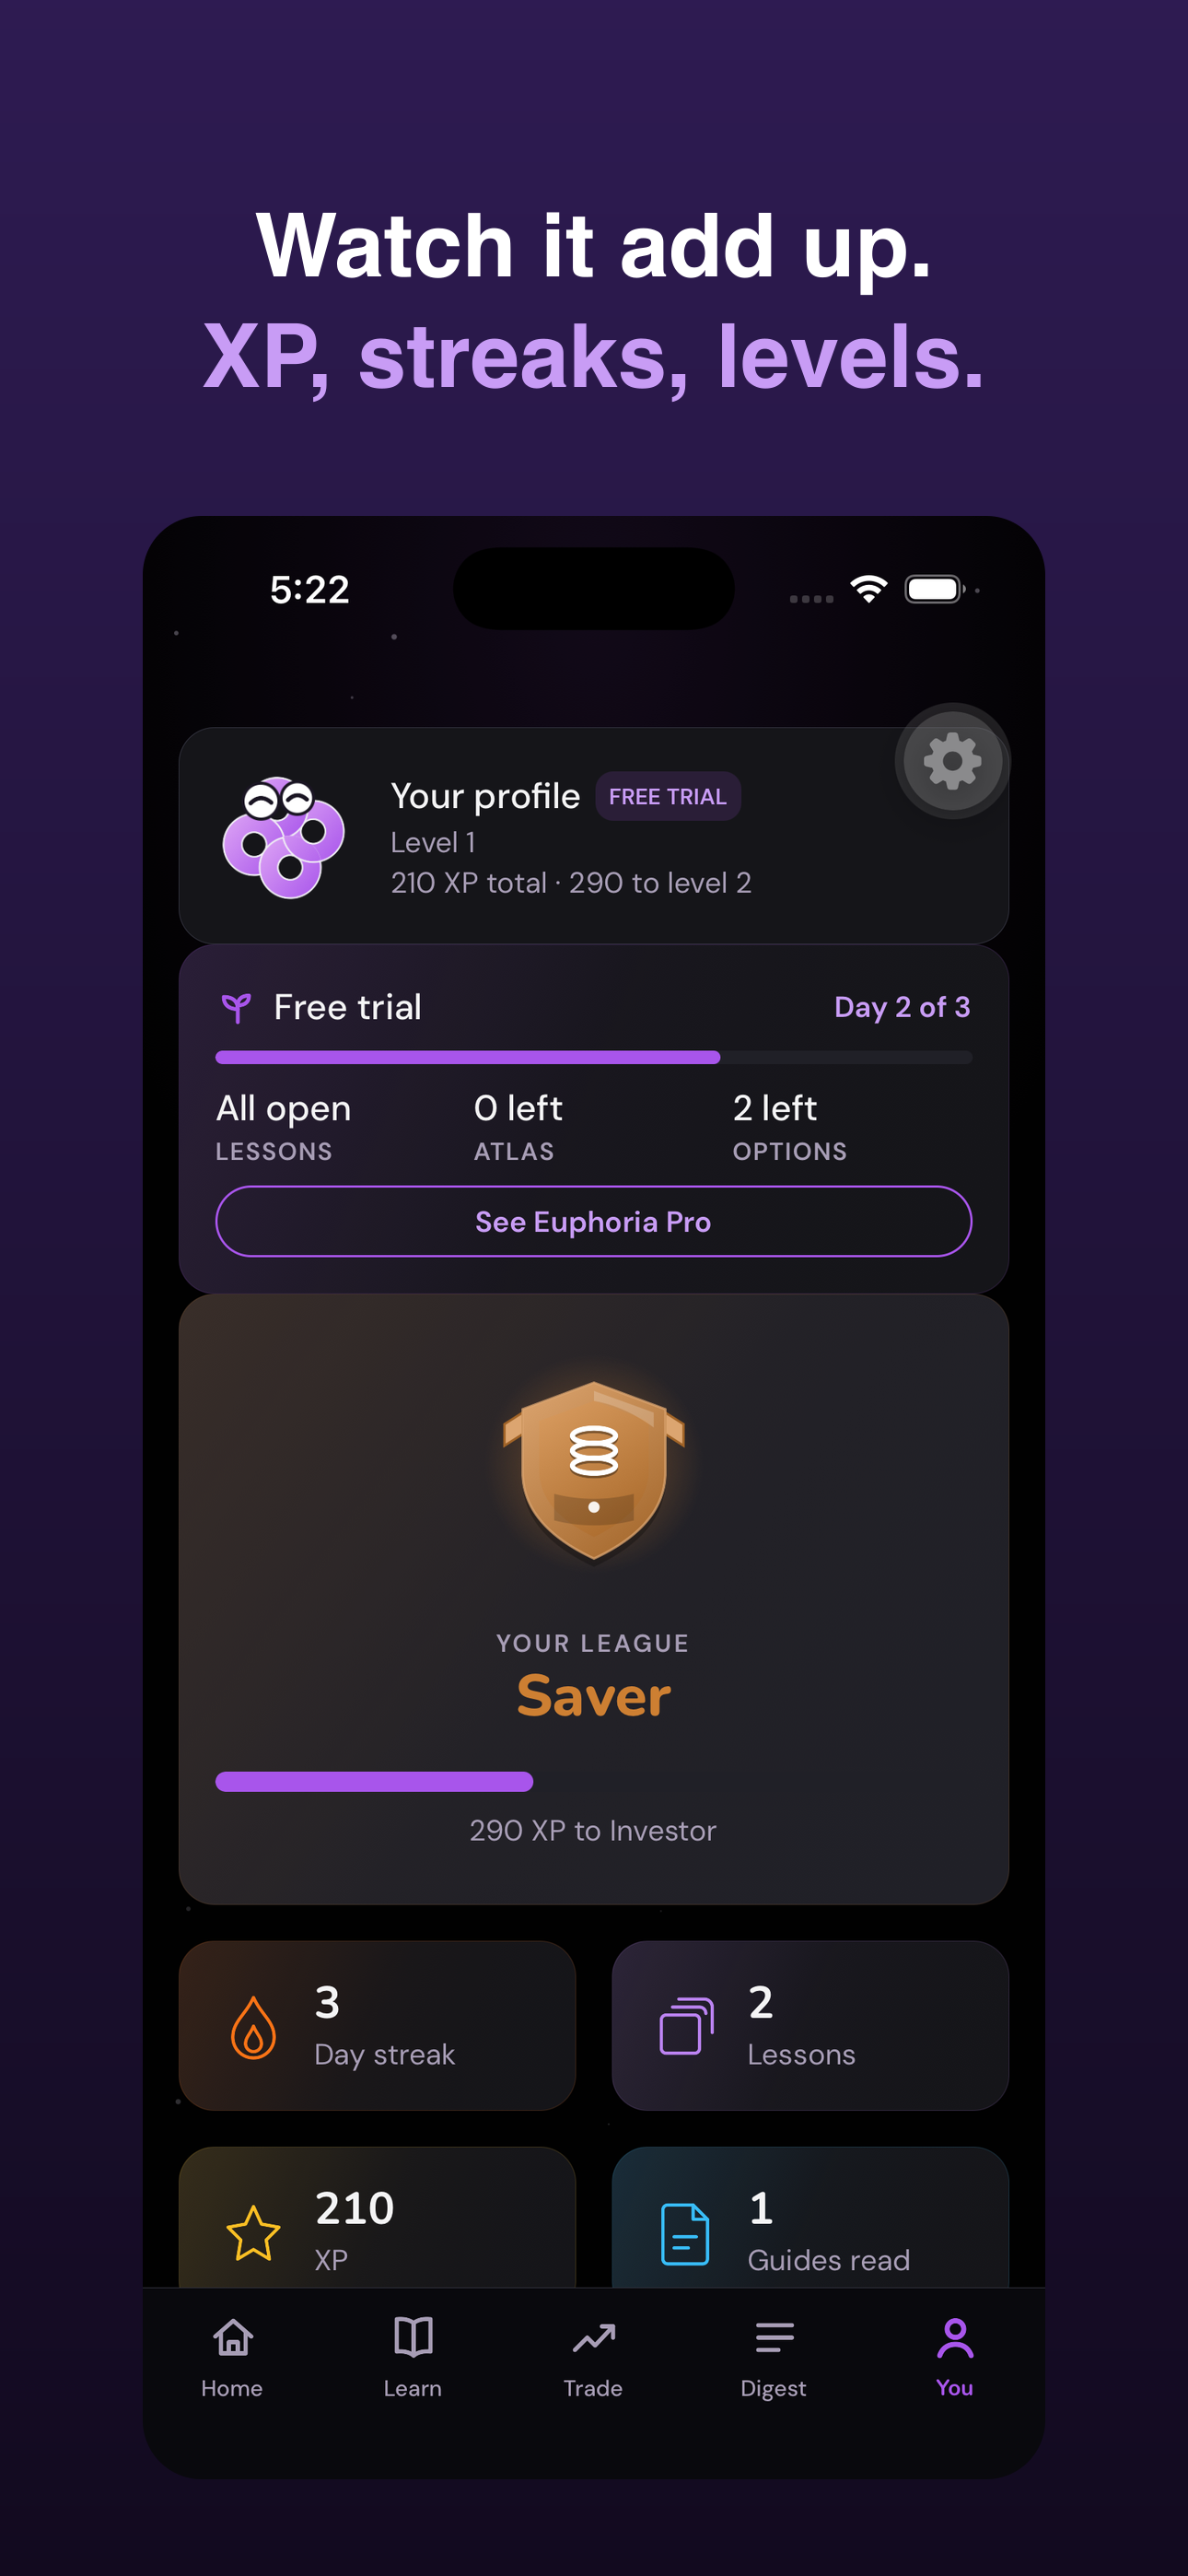 Watch it add up.
XP, streaks, levels.
5:22
Your profile FREE TRIAL
Level 1
210 XP total · 290 to level 2
Free trial Day 2 of 3
All open 0 left 2 left
LESSONS ATLAS OPTIONS
See Euphoria Pro
YOUR LEAGUE
Saver
290 XP to Investor
3 2
Day streak Lessons
210 1
XP Guides read
Home Learn Trade Digest You